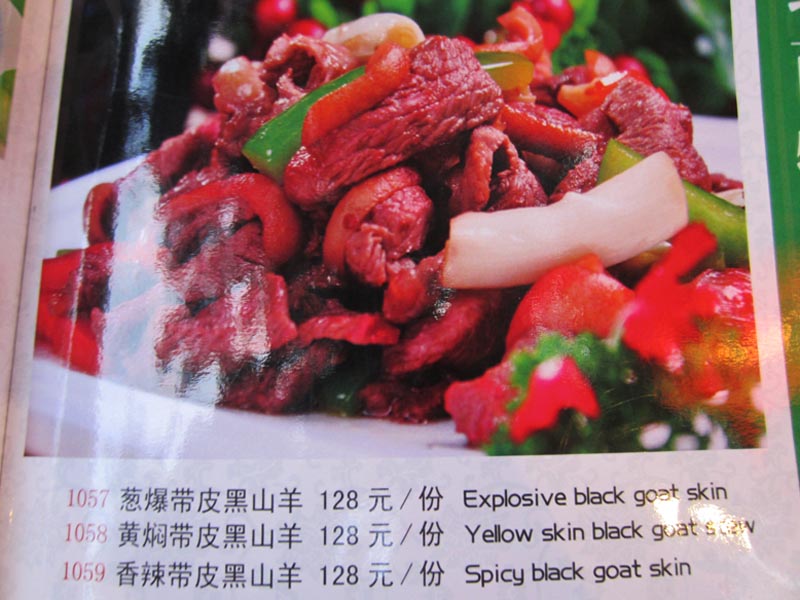 1057 葱爆带皮黑山羊 128 元/份 Explosive black goat skin
1058 黄焖带皮黑山羊 128 元/份 Yellow skin black goat stew
1059 香辣带皮黑山羊 128 元/份 Spicy black goat skin